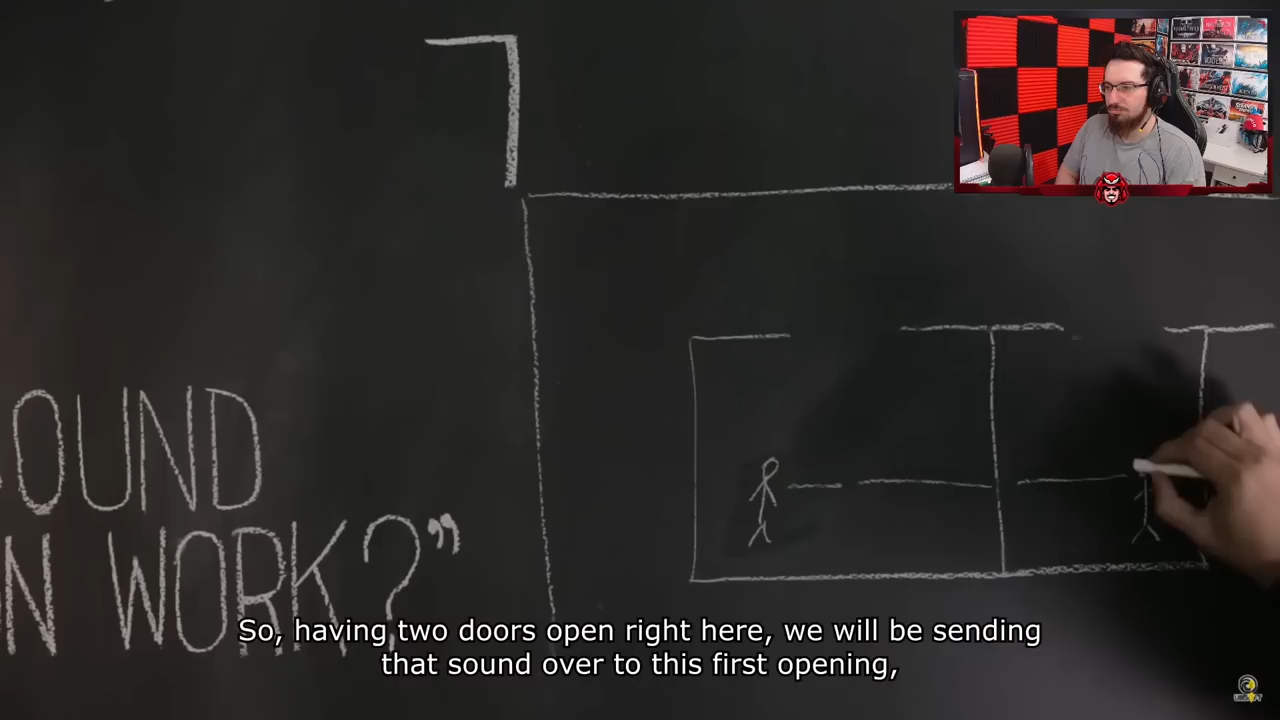 OUND
N WORK?”
So, having two doors open right here, we will be sending
that sound over to this first opening,
UBISOFT